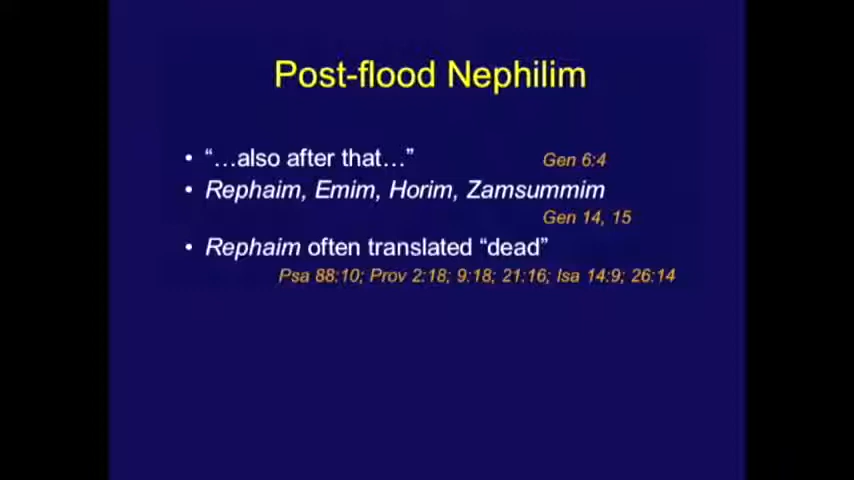 Post-flood Nephilim
• “…also after that…” Gen 6:4
• Rephaim, Emim, Horim, Zamsummim
Gen 14, 15
• Rephaim often translated “dead”
Psa 88:10; Prov 2:18; 9:18; 21:16; Isa 14:9; 26:14